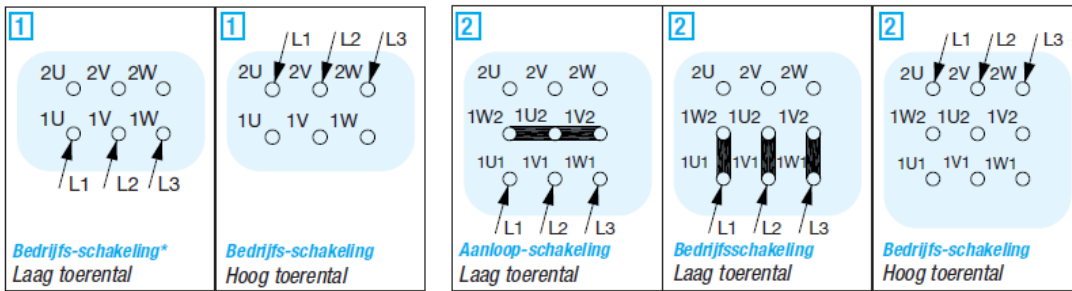 1
2U 2V 2W
1U 1V 1W
L1 L2 L3
Bedrijfs-schakeling*
Laag toerental
1
L1 L2 L3
2U 2V 2W
1U 1V 1W
Bedrijfs-schakeling
Hoog toerental
2
2U 2V 2W
1W2 1U2 1V2
1U1 1V1 1W1
L1 L2 L3
Aanloop-schakeling
Laag toerental
2
2U 2V 2W
1W2 1U2 1V2
1U1 1V1 1W1
L1 L2 L3
Bedrijfsschakeling
Laag toerental
2
L1 L2 L3
2U 2V 2W
1W2 1U2 1V2
1U1 1V1 1W1
Bedrijfs-schakeling
Hoog toerental